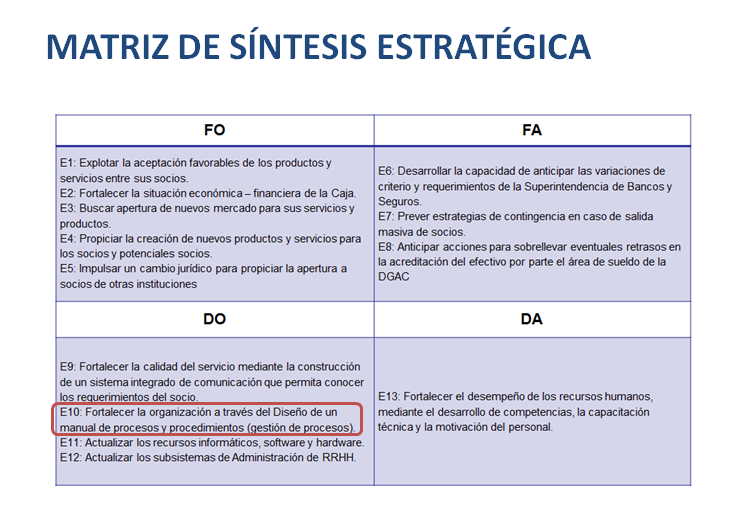 MATRIZ DE SÍNTESIS ESTRATÉGICA
FO
E1: Explotar la aceptación favorables de los productos y
servicios entre sus socios.
E2: Fortalecer la situación económica – financiera de la Caja.
E3: Buscar apertura de nuevos mercado para sus servicios y
productos.
E4: Propiciar la creación de nuevos productos y servicios para
los socios y potenciales socios.
E5: Impulsar un cambio jurídico para propiciar la apertura a
socios de otras instituciones
FA
E6: Desarrollar la capacidad de anticipar las variaciones de
criterio y requerimientos de la Superintendencia de Bancos y
Seguros.
E7: Prever estrategias de contingencia en caso de salida
masiva de socios.
E8: Anticipar acciones para sobrellevar eventuales retrasos en
la acreditación del efectivo por parte el área de sueldo de la
DGAC
DO
E9: Fortalecer la calidad del servicio mediante la construcción
de un sistema integrado de comunicación que permita conocer
los requerimientos del socio.
E10: Fortalecer la organización a través del Diseño de un
manual de procesos y procedimientos (gestión de procesos).
E11: Actualizar los recursos informáticos, software y hardware.
E12: Actualizar los subsistemas de Administración de RRHH.
DA
E13: Fortalecer el desempeño de los recursos humanos,
mediante el desarrollo de competencias, la capacitación
técnica y la motivación del personal.